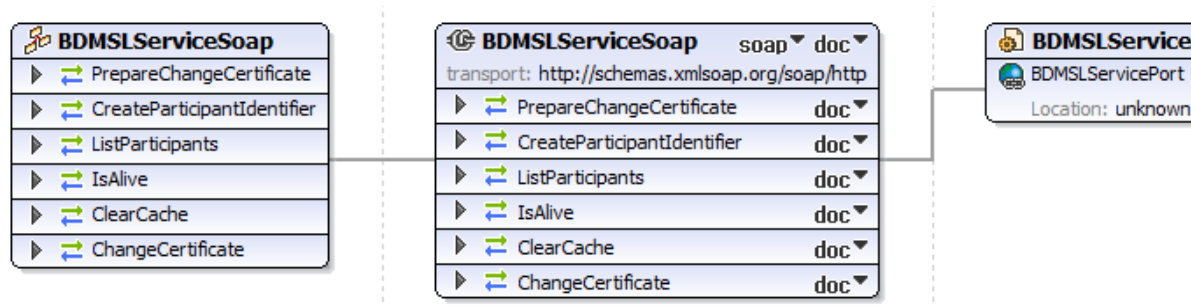 BDMSLServiceSoap
PrepareChangeCertificate
CreateParticipantIdentifier
ListParticipants
IsAlive
ClearCache
ChangeCertificate
BDMSLServiceSoap soap doc
transport: http://schemas.xmlsoap.org/soap/http
PrepareChangeCertificate doc
CreateParticipantIdentifier doc
ListParticipants doc
IsAlive doc
ClearCache doc
ChangeCertificate doc
BDMSLService
BDMSLServicePort
Location: unknown